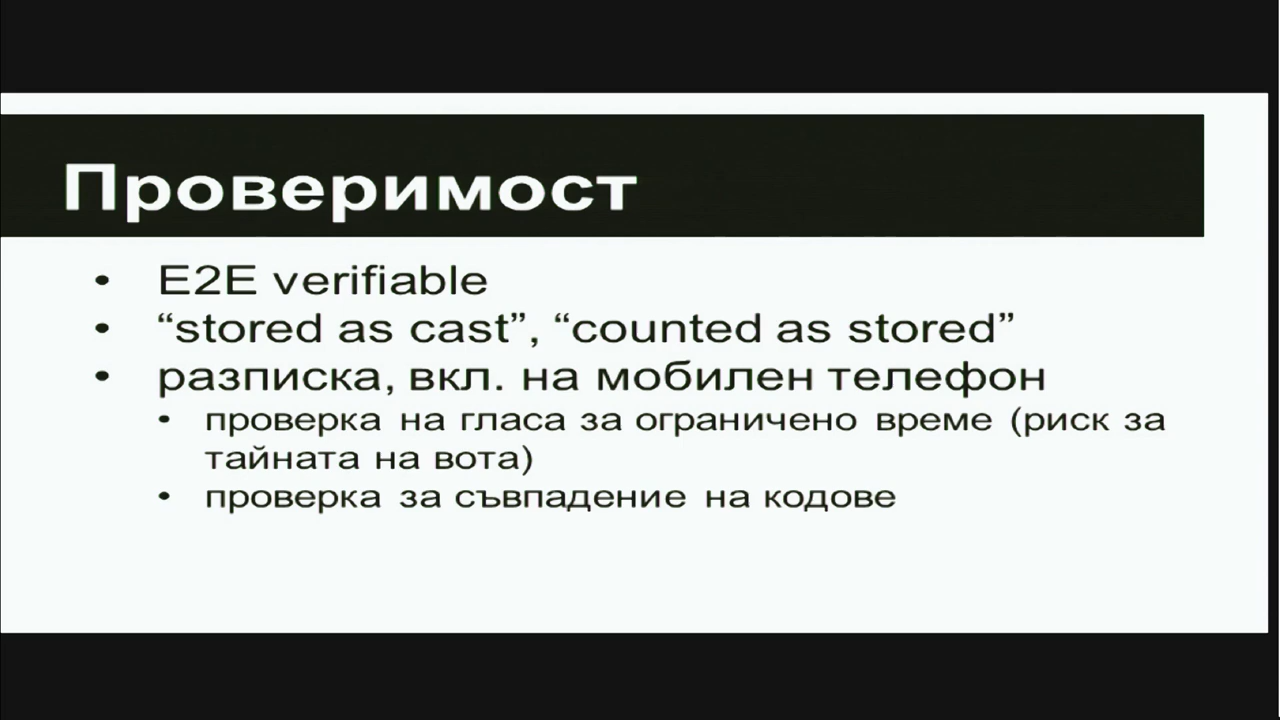 Проверимост
• E2E verifiable
• “stored as cast”, “counted as stored”
• разписка, вкл. на мобилен телефон
• проверка на гласа за ограничено време (риск за
тайната на вота)
• проверка за съвпадение на кодове